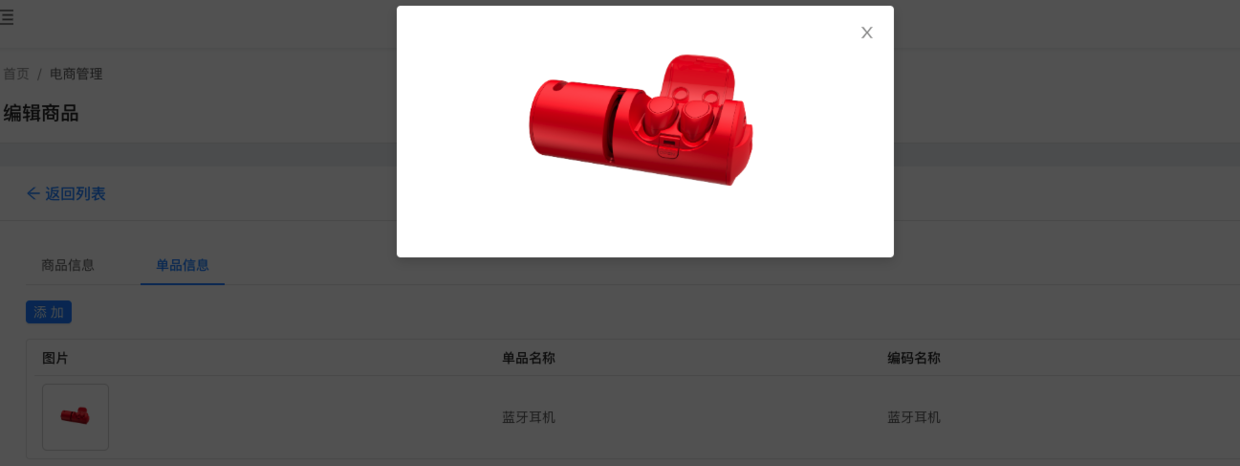 首页 / 电商管理
编辑商品
返回列表
商品信息 单品信息
添 加
图片 单品名称 编码名称
蓝牙耳机 蓝牙耳机